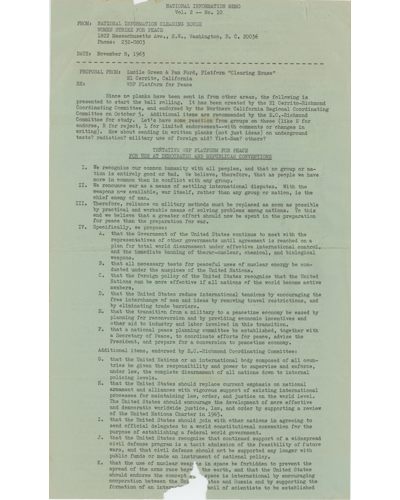 NATIONAL INFORMATION MEMO
Vol. 2 -- No. 10
FROM: NATIONAL INFORMATION CLEARING HOUSE
WOMEN STRIKE FOR PEACE
1822 Massachusetts Ave., N.W., Washington, D. C. 20036
Phone: 232-0803
DATE: November 8, 1963
PROPOSAL FROM: Lucile Green & Pam Ford, Platform "Clearing House"
El Cerrito, California
RE: WSP Platform for Peace
Since no planks have been sent in from other areas, the following is
presented to start the ball rolling. It has been created by the El Cerrito-Richmond
Coordinating Committee, and endorsed by the Northern California Regional Coordinating
Committee on October 5. Additional items are recommended by the E.C.-Richmond
Committee for study. Let's have some reaction from groups on these (like E for
endorse, R for reject, L for limited endorsement--with comments or changes in
writing). How about sending in written planks (not just ideas) on underground
tests? radiation? military use of foreign aid? Viet-Nam? others?
TENTATIVE WSP PLATFORM FOR PEACE
FOR USE AT DEMOCRATIC AND REPUBLICAN CONVENTIONS
I. We recognize our common humanity with all peoples, and that no group or na-
tion is entirely good or bad. We believe, therefore, that as people we have
more in common than in conflict with any group.
II. We renounce war as a means of settling international disputes. With the
weapons now available, war itself, rather than any group or nation, is the
chief enemy of man.
III. Therefore, reliance on military methods must be replaced as soon as possible
by practical and workable means of solving problems among nations. To this
end we believe that a greater effort should now be spent in the preparation
for peace than the preparation for war.
IV. Specifically, we propose:
A. that the Government of the United States continue to meet with the
representatives of other governments until agreement is reached on a
plan for total world disarmament under effective international control,
and the immediate banning of thermo-nuclear, chemical, and biological
weapons.
B. that all necessary tests for peaceful uses of nuclear energy be con-
ducted under the auspices of the United Nations.
C. that the foreign policy of the United States recognize that the United
Nations can be more effective if all nations of the world become active
members.
D. that the United States reduce international tensions by encouraging the
free interchange of men and ideas by removing travel restrictions, and
by eliminating trade barriers.
E. that the transition from a military to a peacetime economy be eased by
planning for reconversion and by providing economic incentives and
other aid to industry and labor involved in this transition.
F. that a national peace planning committee be established, together with
a Secretary of Peace, to coordinate efforts for peace, advise the
President, and prepare for a conversion to peacetime economy.
Additional items, endorsed by E.C.-Richmond Coordinating Committee:
G. that the United Nations or an international body composed of all coun-
tries be given the responsibility and power to supervise and enforce,
under law, the complete disarmament of all nations down to internal
policing levels.
H. that the United States should replace current emphasis on national
armament and alliances with vigorous support of existing international
processes for maintaining law, order, and justice on the world level.
The United States should encourage the development of more effective
and democratic worldwide justice, law, and order by supporting a review
of the United Nations Charter in 1965.
I. that the United States should join with other nations in agreeing to
send official delegates to a world constitutional convention for the
purpose of establishing a federal world government.
J. that the United States recognize that continued support of a widespread
civil defense program is a tacit admission of the feasibility of future
wars, and that civil defense should not be supported any longer with
public funds or made an instrument of national policy.
K. that the use of nuclear in space be forbidden to prevent the
spread of the arms race the earth, and that the United States
should endorse the space is international by encouraging
cooperation between the States and Russia and by supporting the
formation of an council of scientists to be established